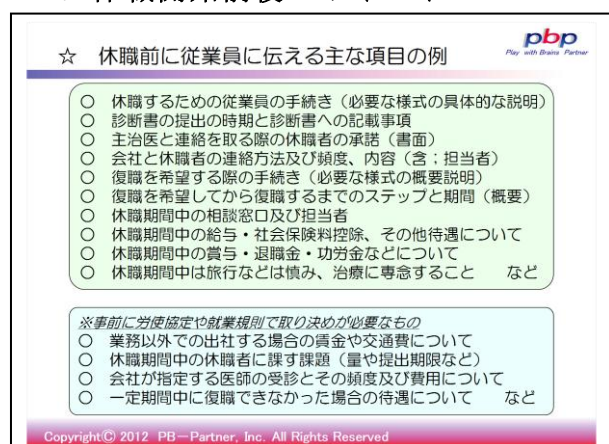 ☆ 休職前に従業員に伝える主な項目の例
pbp
Play with Brains Partner
○ 休職するための従業員の手続き（必要な様式の具体的な説明）
○ 診断書の提出の時期と診断書への記載事項
○ 主治医と連絡を取る際の休職者の承諾（書面）
○ 会社と休職者の連絡方法及び頻度、内容（含；担当者）
○ 復職を希望する際の手続き（必要な様式の概要説明）
○ 復職を希望してから復職するまでのステップと期間（概要）
○ 休職期間中の相談窓口及び担当者
○ 休職期間中の給与・社会保険料控除、その他待遇について
○ 休職期間中の賞与・退職金・功労金などについて
○ 休職期間中は旅行などは慎み、治療に専念すること　など
※事前に労使協定や就業規則で取り決めが必要なもの
○ 業務以外での出社する場合の賃金や交通費について
○ 休職期間中の休職者に課す課題（量や提出期限など）
○ 会社が指定する医師の受診とその頻度及び費用について
○ 一定期間中に復職できなかった場合の待遇について　など
Copyright© 2012 PB－Partner, Inc. All Rights Reserved